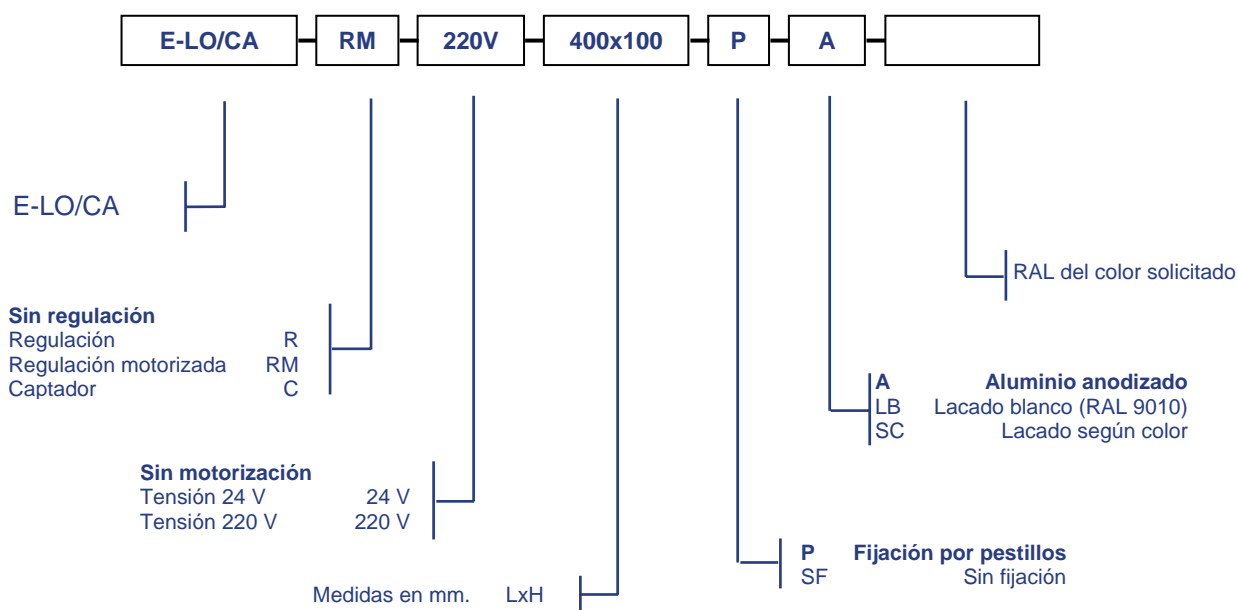 E-LO/CA RM 220V 400x100 P A
E-LO/CA
RAL del color solicitado
Sin regulación
Regulación R
Regulación motorizada RM
Captador C
A Aluminio anodizado
LB Lacado blanco (RAL 9010)
SC Lacado según color
Sin motorización
Tensión 24 V 24 V
Tensión 220 V 220 V
P Fijación por pestillos
SF Sin fijación
Medidas en mm. LxH